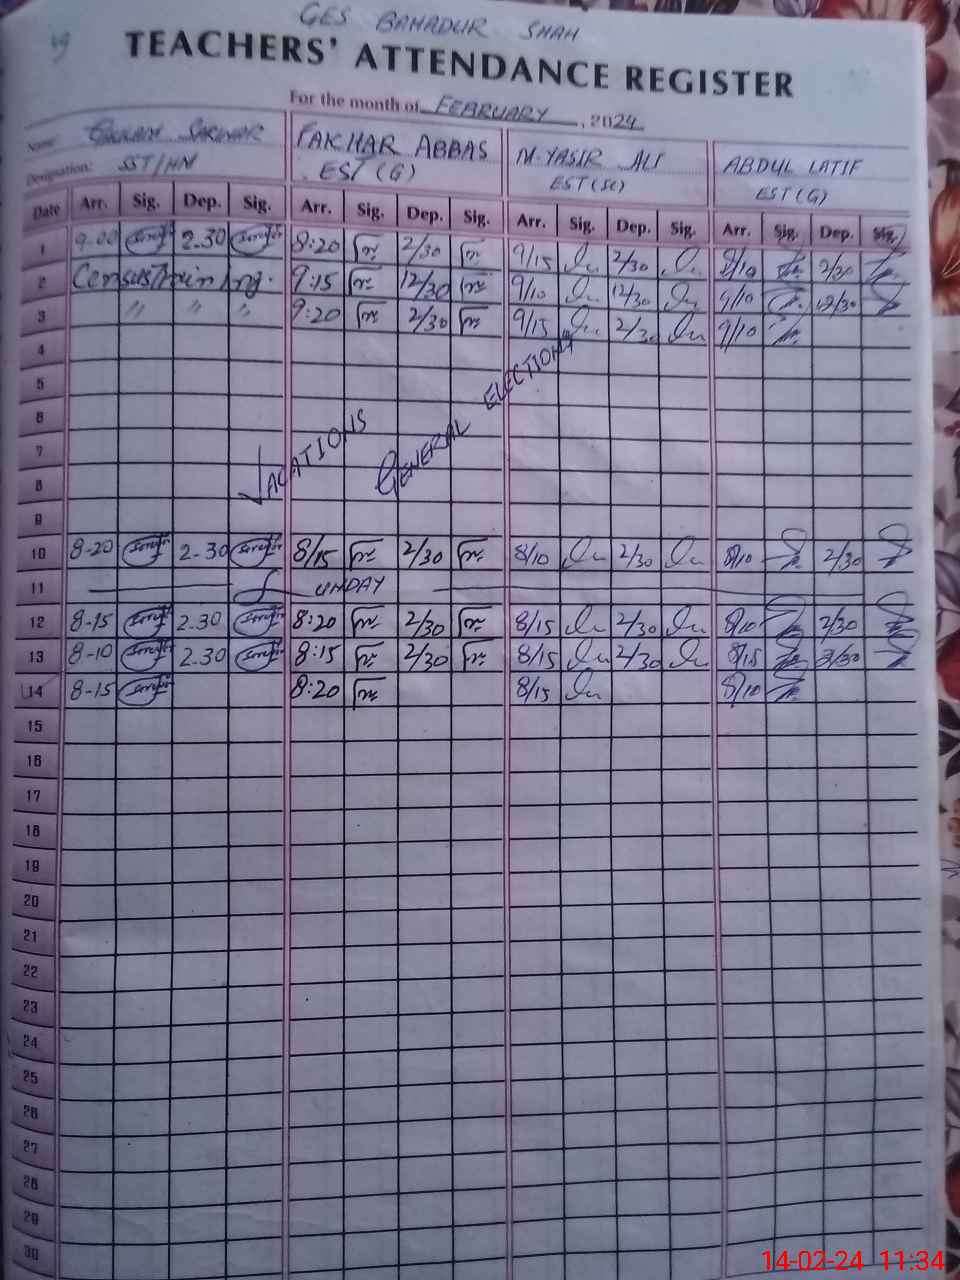 GES BAHADUR SHAH
TEACHERS' ATTENDANCE REGISTER
For the month of FEBRUARY, 2024
Name: SARWAR FAKHAR ABBAS M. YASIR ALI ABDUL LATIF
Designation: SST/HM EST (G) EST (SC) EST (G)
Date Arr. Sig. Dep. Sig. Arr. Sig. Dep. Sig. Arr. Sig. Dep. Sig. Arr. Sig. Dep. Sig.
1 9-00 2.30 8:20 2/30 9/15 2/30 2/30
2 Census Training. 9:15 12/30 9/10 12/30 9/10 12/30
3 " " " 9:20 2/30 9/15 2/30 9/10
4
5
6
7
8
9
VACATIONS GENERAL ELECTIONS
10 8-20 2-30 8/15 2/30 8/10 2/30 8/10 2/30
11 SUNDAY
12 8-15 2.30 8:20 2/30 8/15 2/30 8/10 2/30
13 8-10 2.30 8:15 2/30 8/15 2/30 8/15 2/30
14 8-15 8:20 8/15 8/10
15
16
17
18
19
20
21
22
23
24
25
26
27
28
29
30
14-02-24 11:34